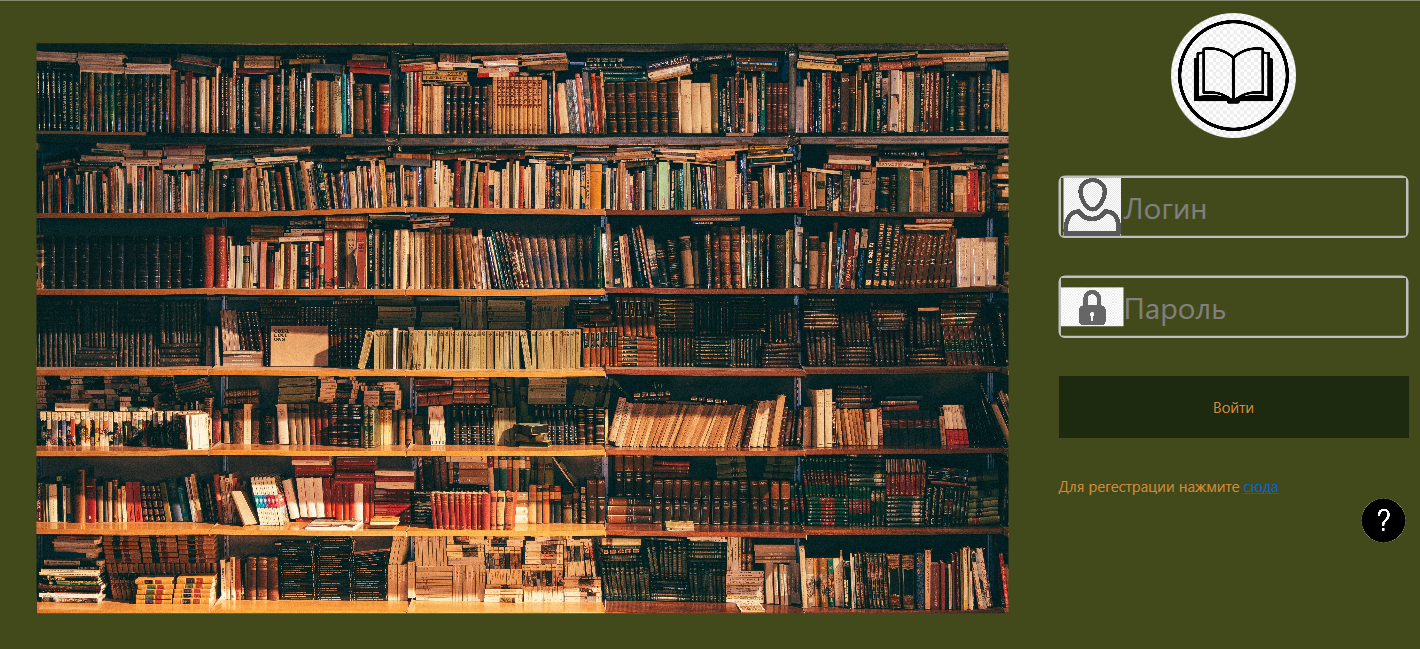 Логин
Пароль
Войти
Для регестрации нажмите сюда
?